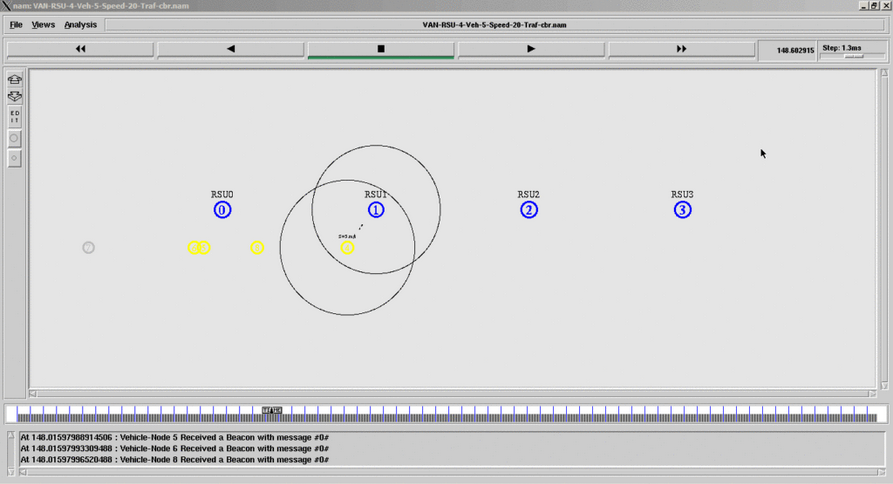 nam: VAN-RSU-4-Veh-5-Speed-20-Traf-cbr.nam
File Views Analysis VAN-RSU-4-Veh-5-Speed-20-Traf-cbr.nam
148.602915 Step: 1.3ms
ED
IT
RSU0 RSU1 RSU2 RSU3
0 1 2 3
At 148.01597988914506 : Vehicle-Node 5 Received a Beacon with message #0#
At 148.01597993309488 : Vehicle-Node 6 Received a Beacon with message #0#
At 148.01597996520488 : Vehicle-Node 8 Received a Beacon with message #0#